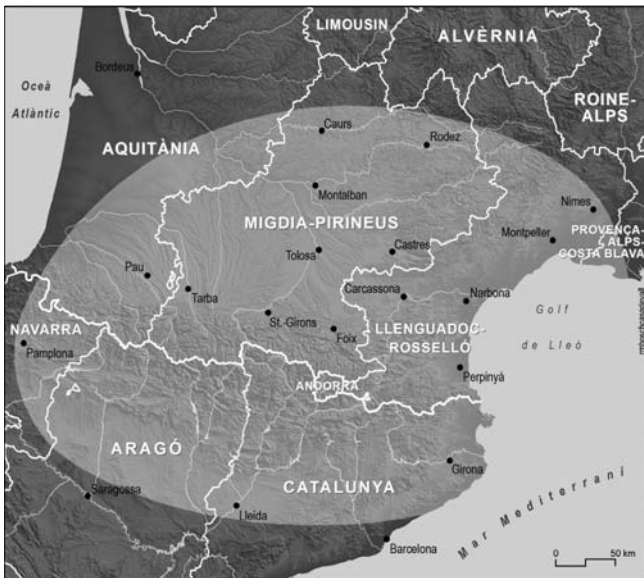 LIMOUSIN
ALVÈRNIA
Bordeus
Oceà
Atlàntic
ROINE-
ALPS
AQUITÀNIA
Caurs
Rodez
Montalban
Nimes
MIGDIA-PIRINEUS
Montpeller
PROVENÇA-
ALPS-
COSTA BLAVA
Tolosa
Castres
Pau
Tarba
Carcassona
Narbona
Golf
de Lleó
St.-Girons
Foix
LLENGUADOC-
ROSSELLÓ
NAVARRA
Pamplona
Perpinyà
ANDORRA
ARAGÓ
Girona
CATALUNYA
Saragossa
Lleida
Barcelona
Mar Mediterrani
0 50 km